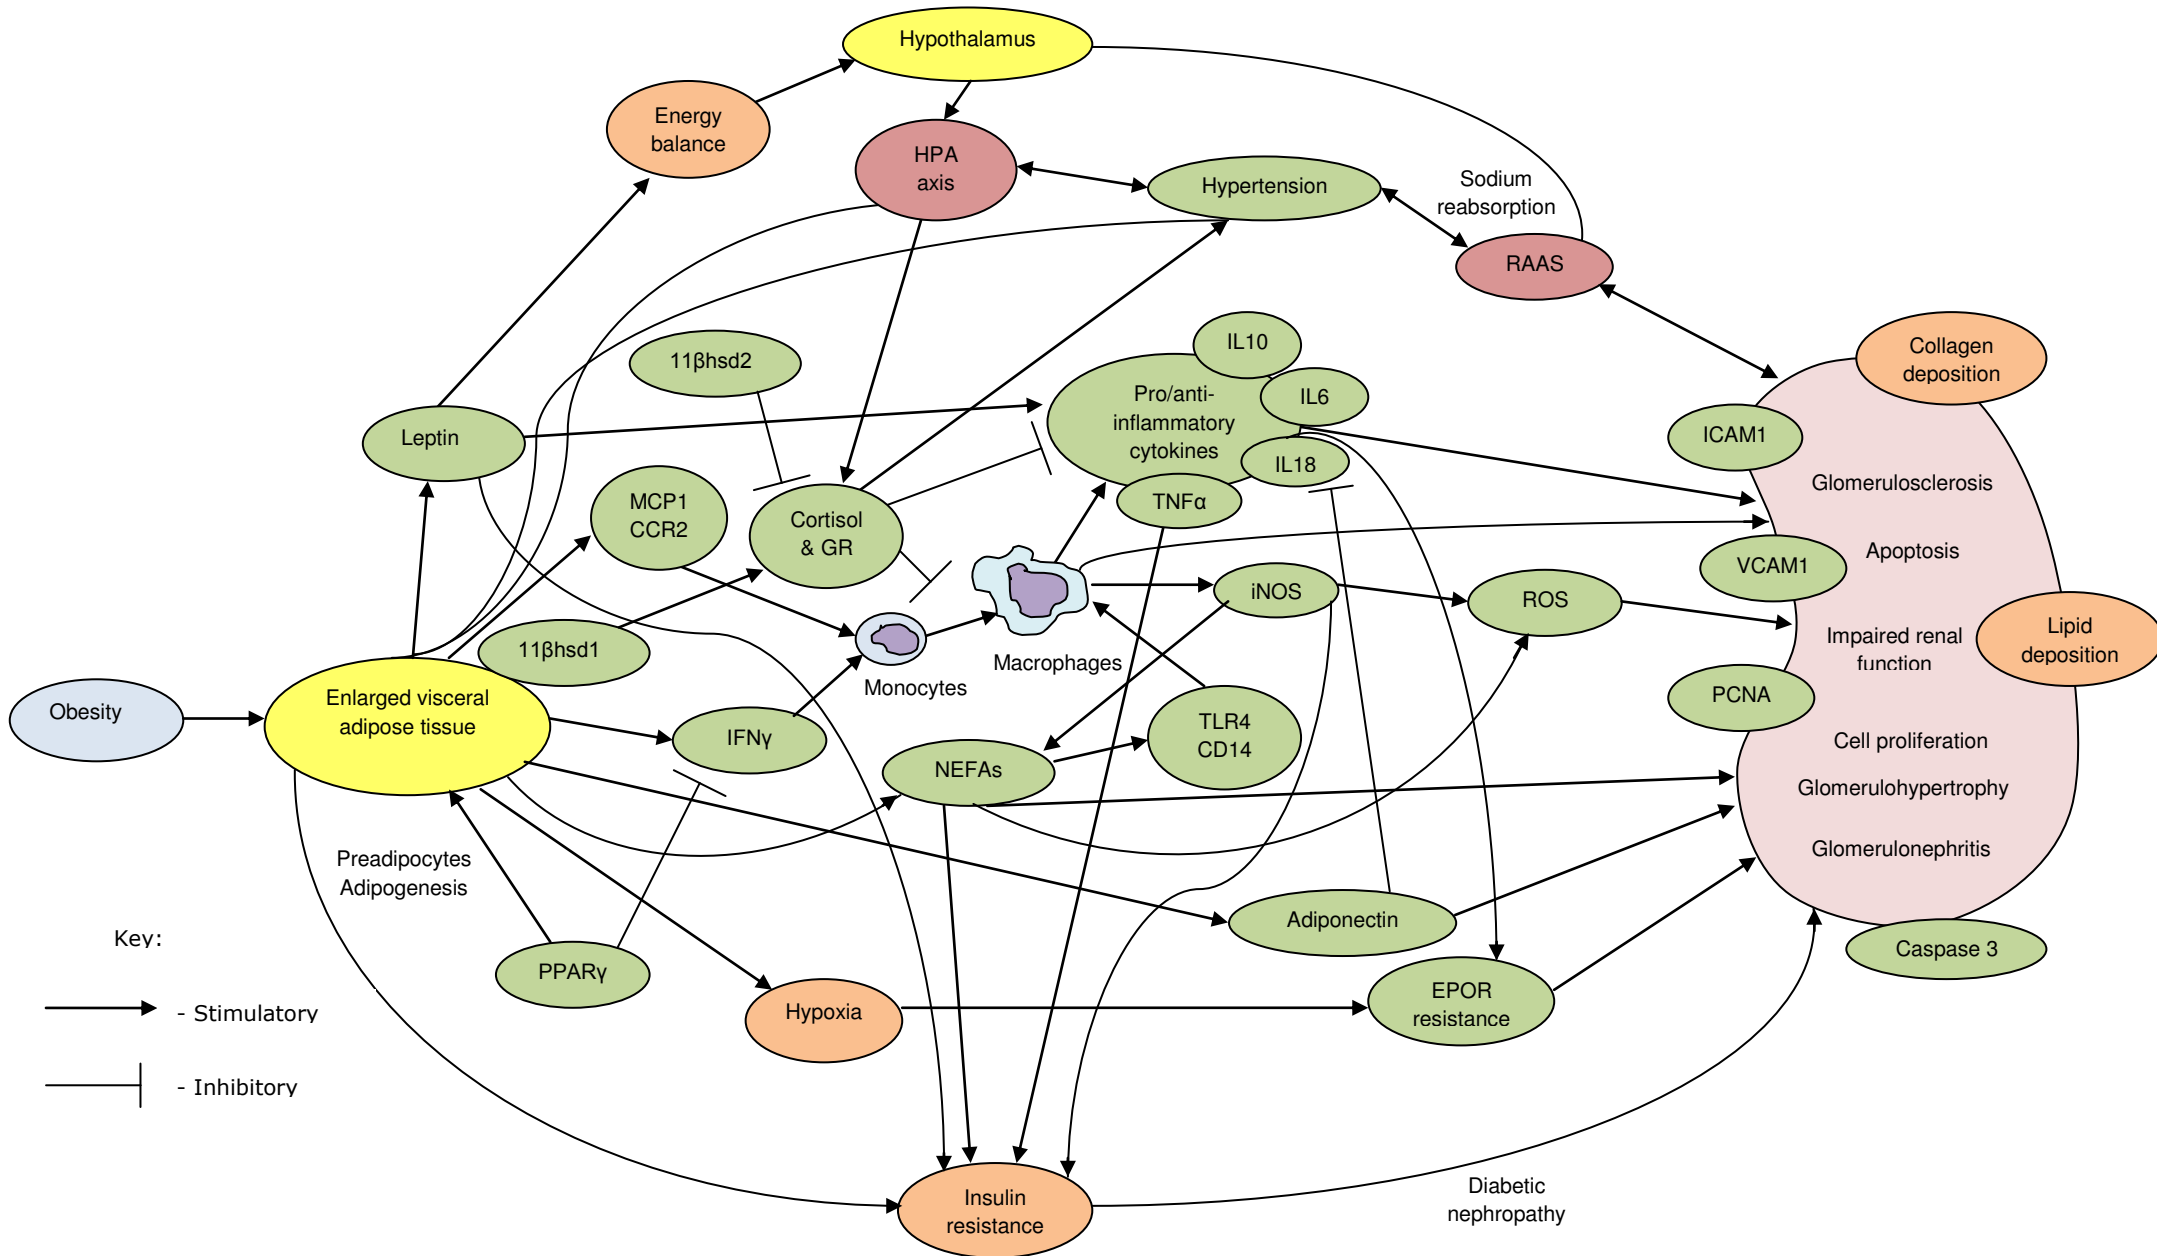 Hypothalamus
Energy
balance
HPA
axis
Hypertension
Sodium
reabsorption
RAAS
11βhsd2
IL10
IL6
Pro/anti-
inflammatory
cytokines
IL18
TNFα
Collagen
deposition
Leptin
ICAM1
MCP1
CCR2
Cortisol
& GR
Glomerulosclerosis
Apoptosis
VCAM1
iNOS
ROS
11βhsd1
Monocytes
Macrophages
Impaired renal
function
Lipid
deposition
Obesity
Enlarged visceral
adipose tissue
IFNγ
NEFAs
TLR4
CD14
PCNA
Cell proliferation
Glomerulohypertrophy
Glomerulonephritis
Preadipocytes
Adipogenesis
Adiponectin
Caspase 3
Key:
PPARγ
Hypoxia
EPOR
resistance
- Stimulatory
- Inhibitory
Insulin
resistance
Diabetic
nephropathy